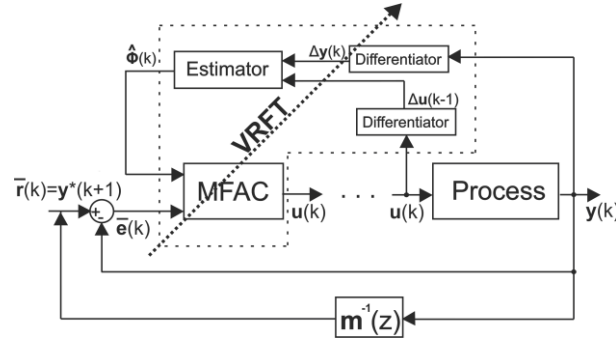 Φ̂(k)
Estimator
Δy(k)
Differentiator
Δu(k-1)
Differentiator
VRFT
r̅(k)=y*(k+1)
+
-
e̅(k)
MFAC
u(k)
. . .
u(k)
Process
y(k)
m⁻¹(z)